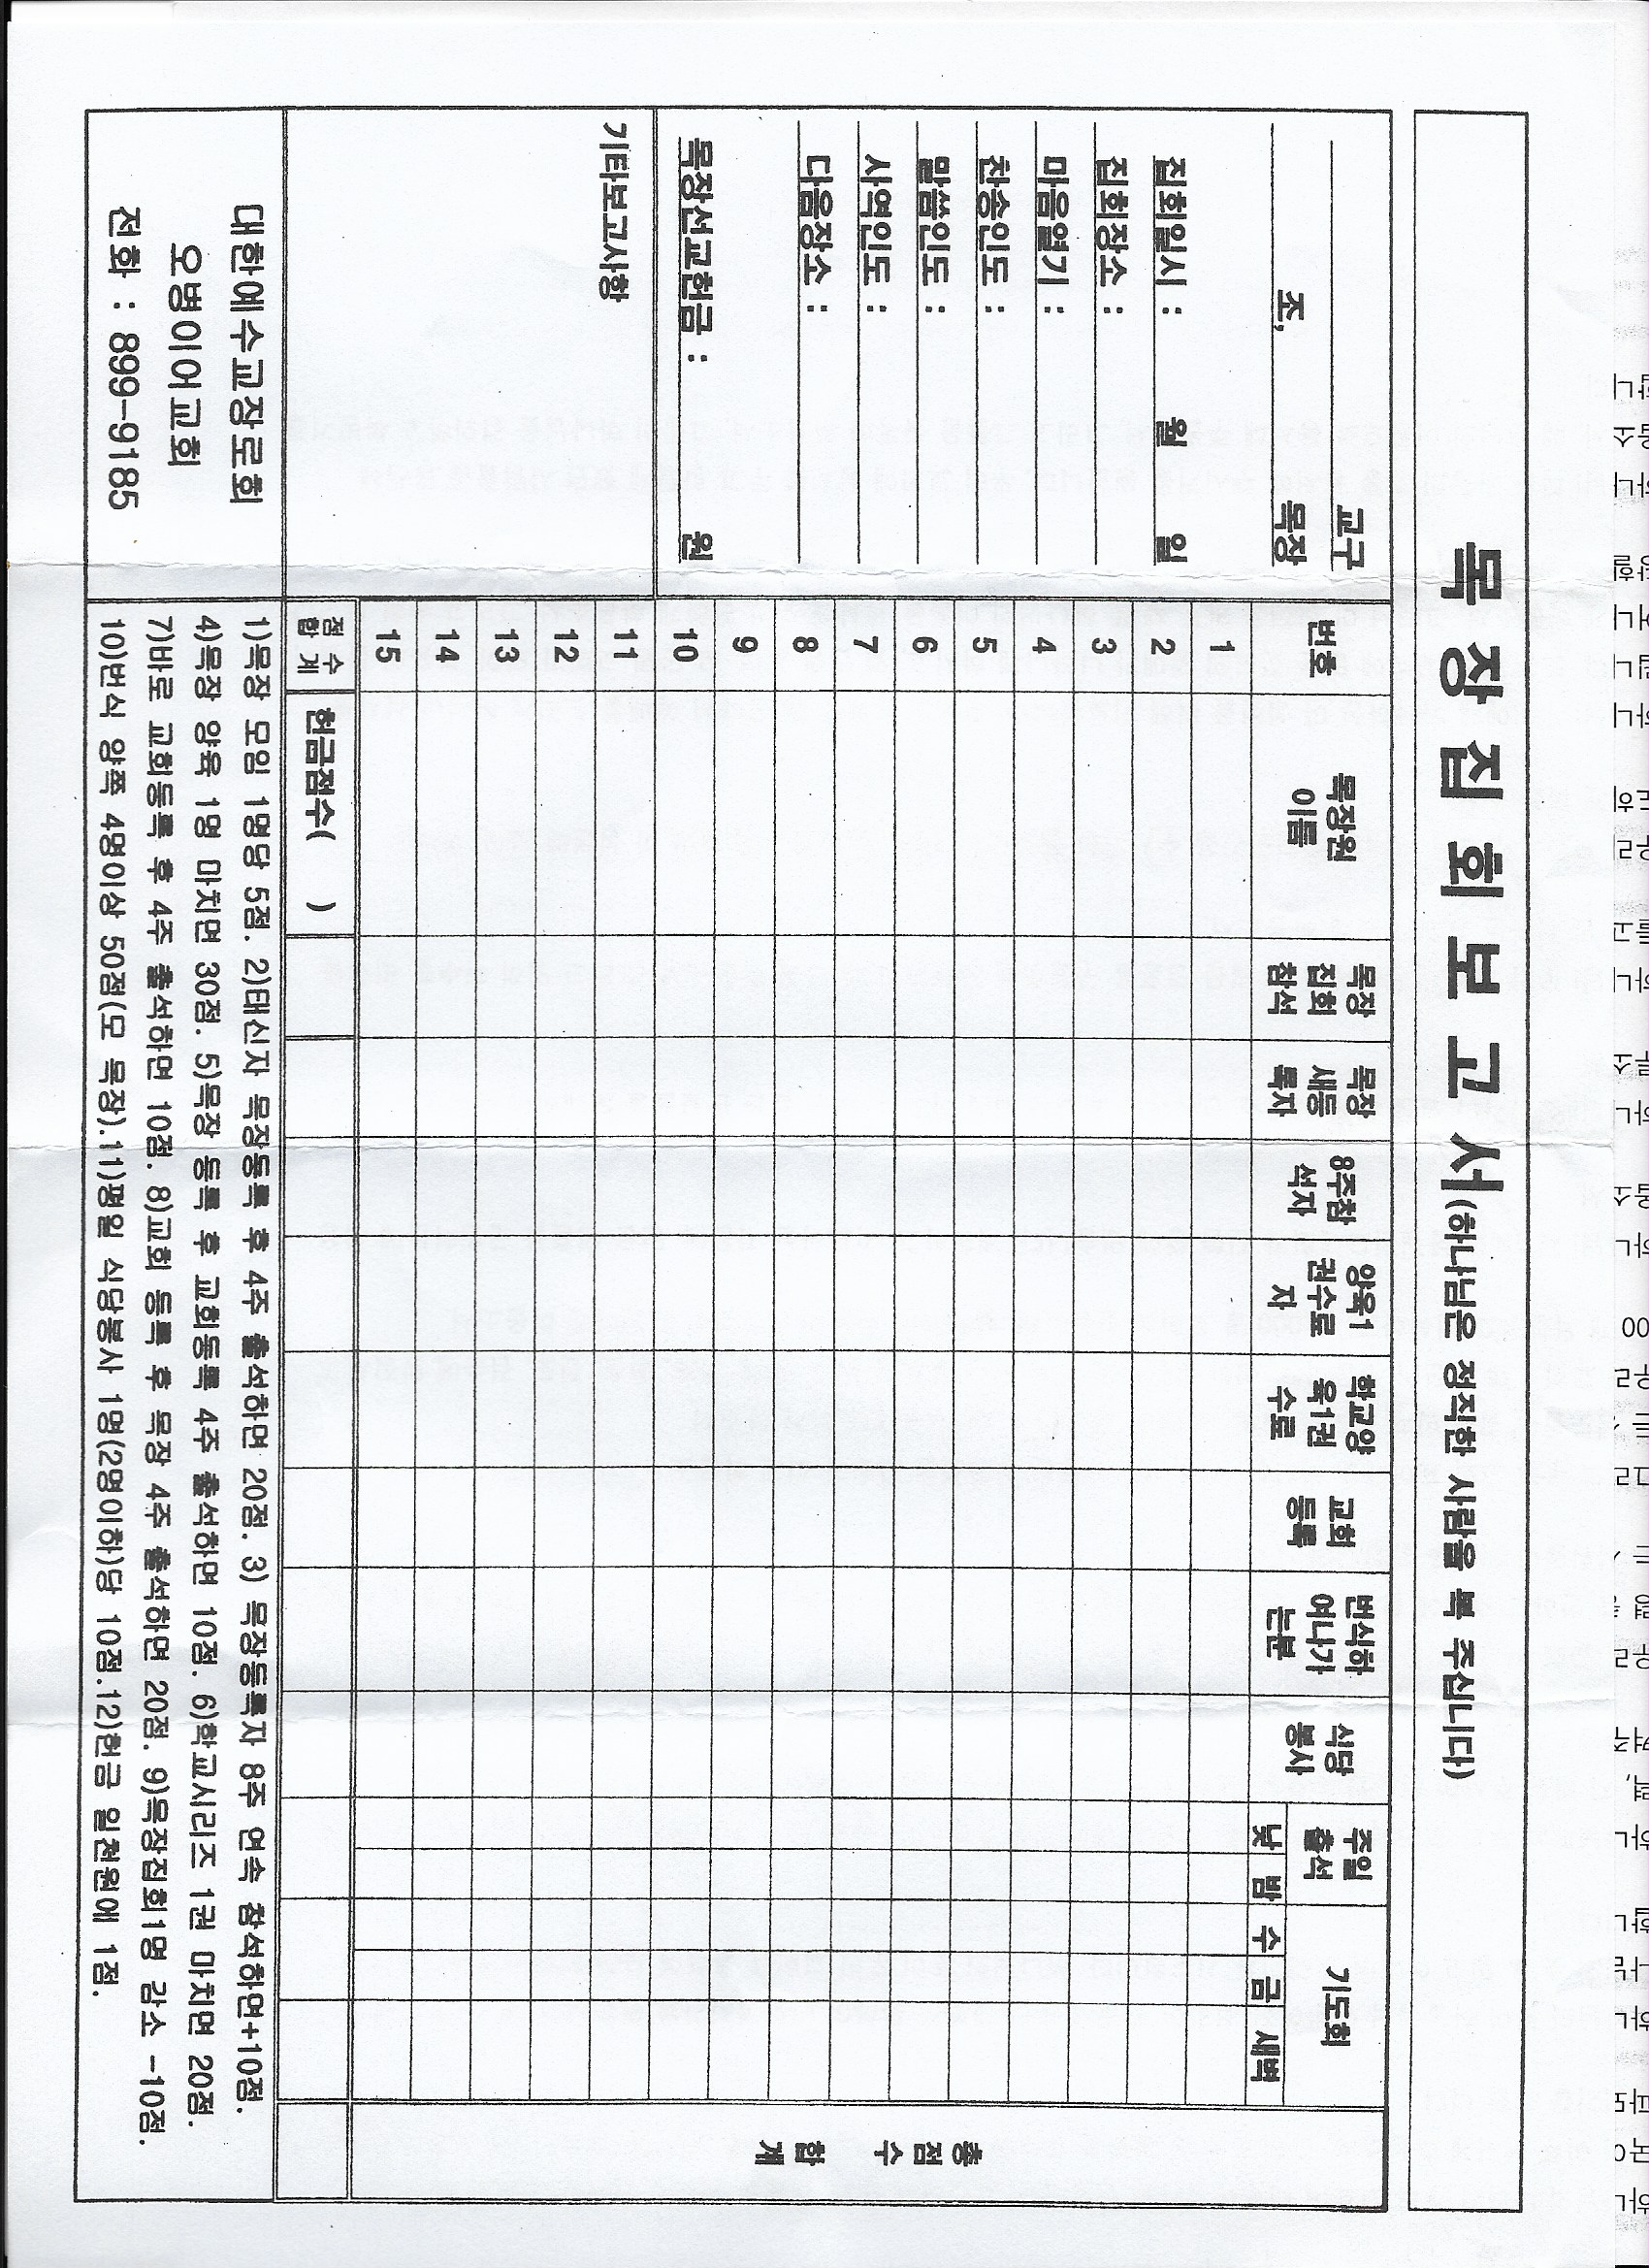 목 장 집 회 보 고 서 (하나님은 정직한 사람을 복 주십니다)
교구
조, 목장
집회일시 : 월 일
집회장소 :
마음열기 :
찬송인도 :
말씀인도 :
사역인도 :
다음장소 :
목장선교헌금 : 원
기타보고사항
대한예수교장로회
오병이어교회
전화 : 899-9185
번호
목장원
이름
목장
집회
참석
목장
새등
록자
8주참
석자
양육1
권수료
자
학교양
육1권
수료
교회
등록
번식하
여나가
는분
식당
봉사
주일
출석
낮 밤
기도회
수 금 새벽
총점수 합계
1
2
3
4
5
6
7
8
9
10
11
12
13
14
15
점수
합계
헌금점수( )
1)목장 모임 1명당 5점. 2)태신자 목장등록 후 4주 출석하면 20점. 3) 목장등록자 8주 연속 참석하면+10점.
4)목장 양육 1명 마치면 30점. 5)목장 등록 후 교회등록 4주 출석하면 10점. 6)학교시리즈 1권 마치면 20점.
7)바로 교회등록 후 4주 출석하면 10점. 8)교회 등록 후 목장 4주 출석하면 20점. 9)목장집회1명 감소 -10점.
10)번식 양쪽 4명이상 50점(모 목장).11)평일 식당봉사 1명(2명이하)당 10점.12)헌금 일천원에 1점.